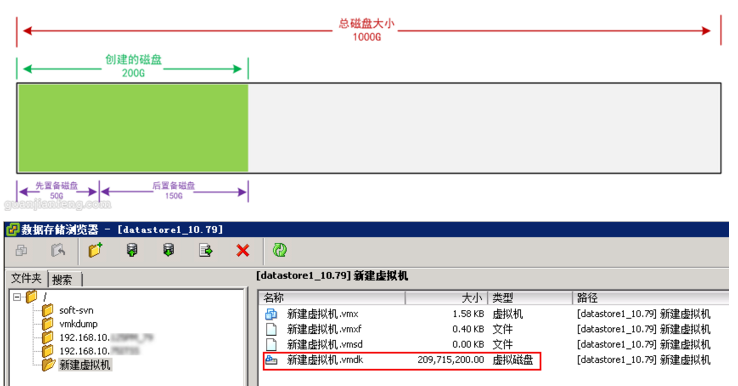 总磁盘大小
1000G
创建的磁盘
200G
先置备磁盘
50G
后置备磁盘
150G
guanjianfeng.com
数据存储浏览器 - [datastore1_10.79]
文件夹 搜索
[datastore1_10.79] 新建虚拟机
/
soft-svn
vmkdump
192.168.10.
192.168.10.
新建虚拟机
名称 大小 类型 路径
新建虚拟机.vmx 1.58 KB 虚拟机 [datastore1_10.79] 新建虚拟机
新建虚拟机.vmxf 0.40 KB 文件 [datastore1_10.79] 新建虚拟机
新建虚拟机.vmsd 0.00 KB 文件 [datastore1_10.79] 新建虚拟机
新建虚拟机.vmdk 209,715,200.00 虚拟磁盘 [datastore1_10.79] 新建虚拟机